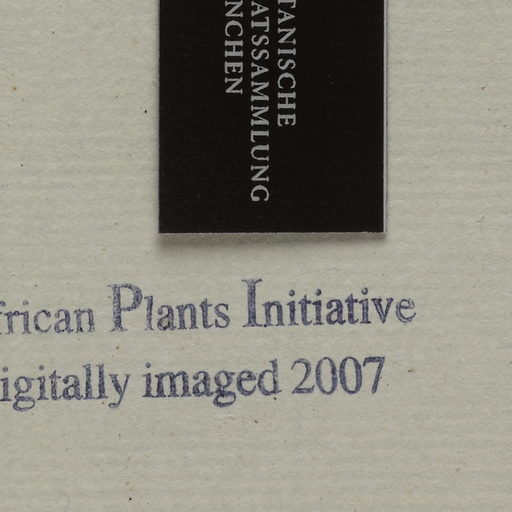 TANISCHE
ATSSAMMLUNG
NCHEN
frican Plants Initiative
igitally imaged 2007